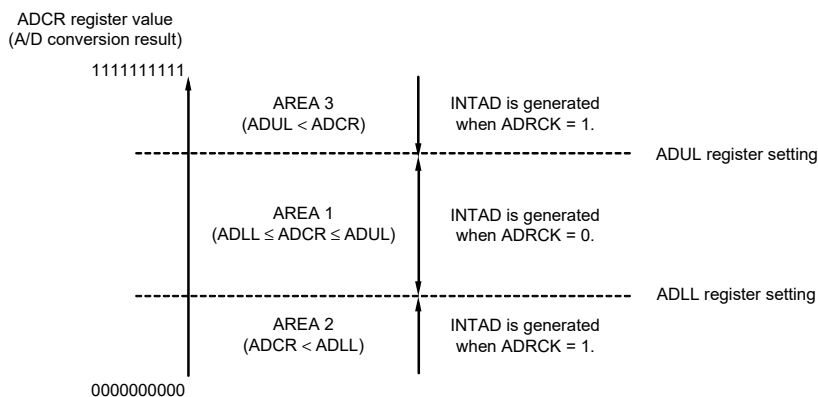 ADCR register value
(A/D conversion result)
1111111111
AREA 3
(ADUL < ADCR)
INTAD is generated
when ADRCK = 1.
ADUL register setting
AREA 1
(ADLL ≤ ADCR ≤ ADUL)
INTAD is generated
when ADRCK = 0.
ADLL register setting
AREA 2
(ADCR < ADLL)
INTAD is generated
when ADRCK = 1.
0000000000